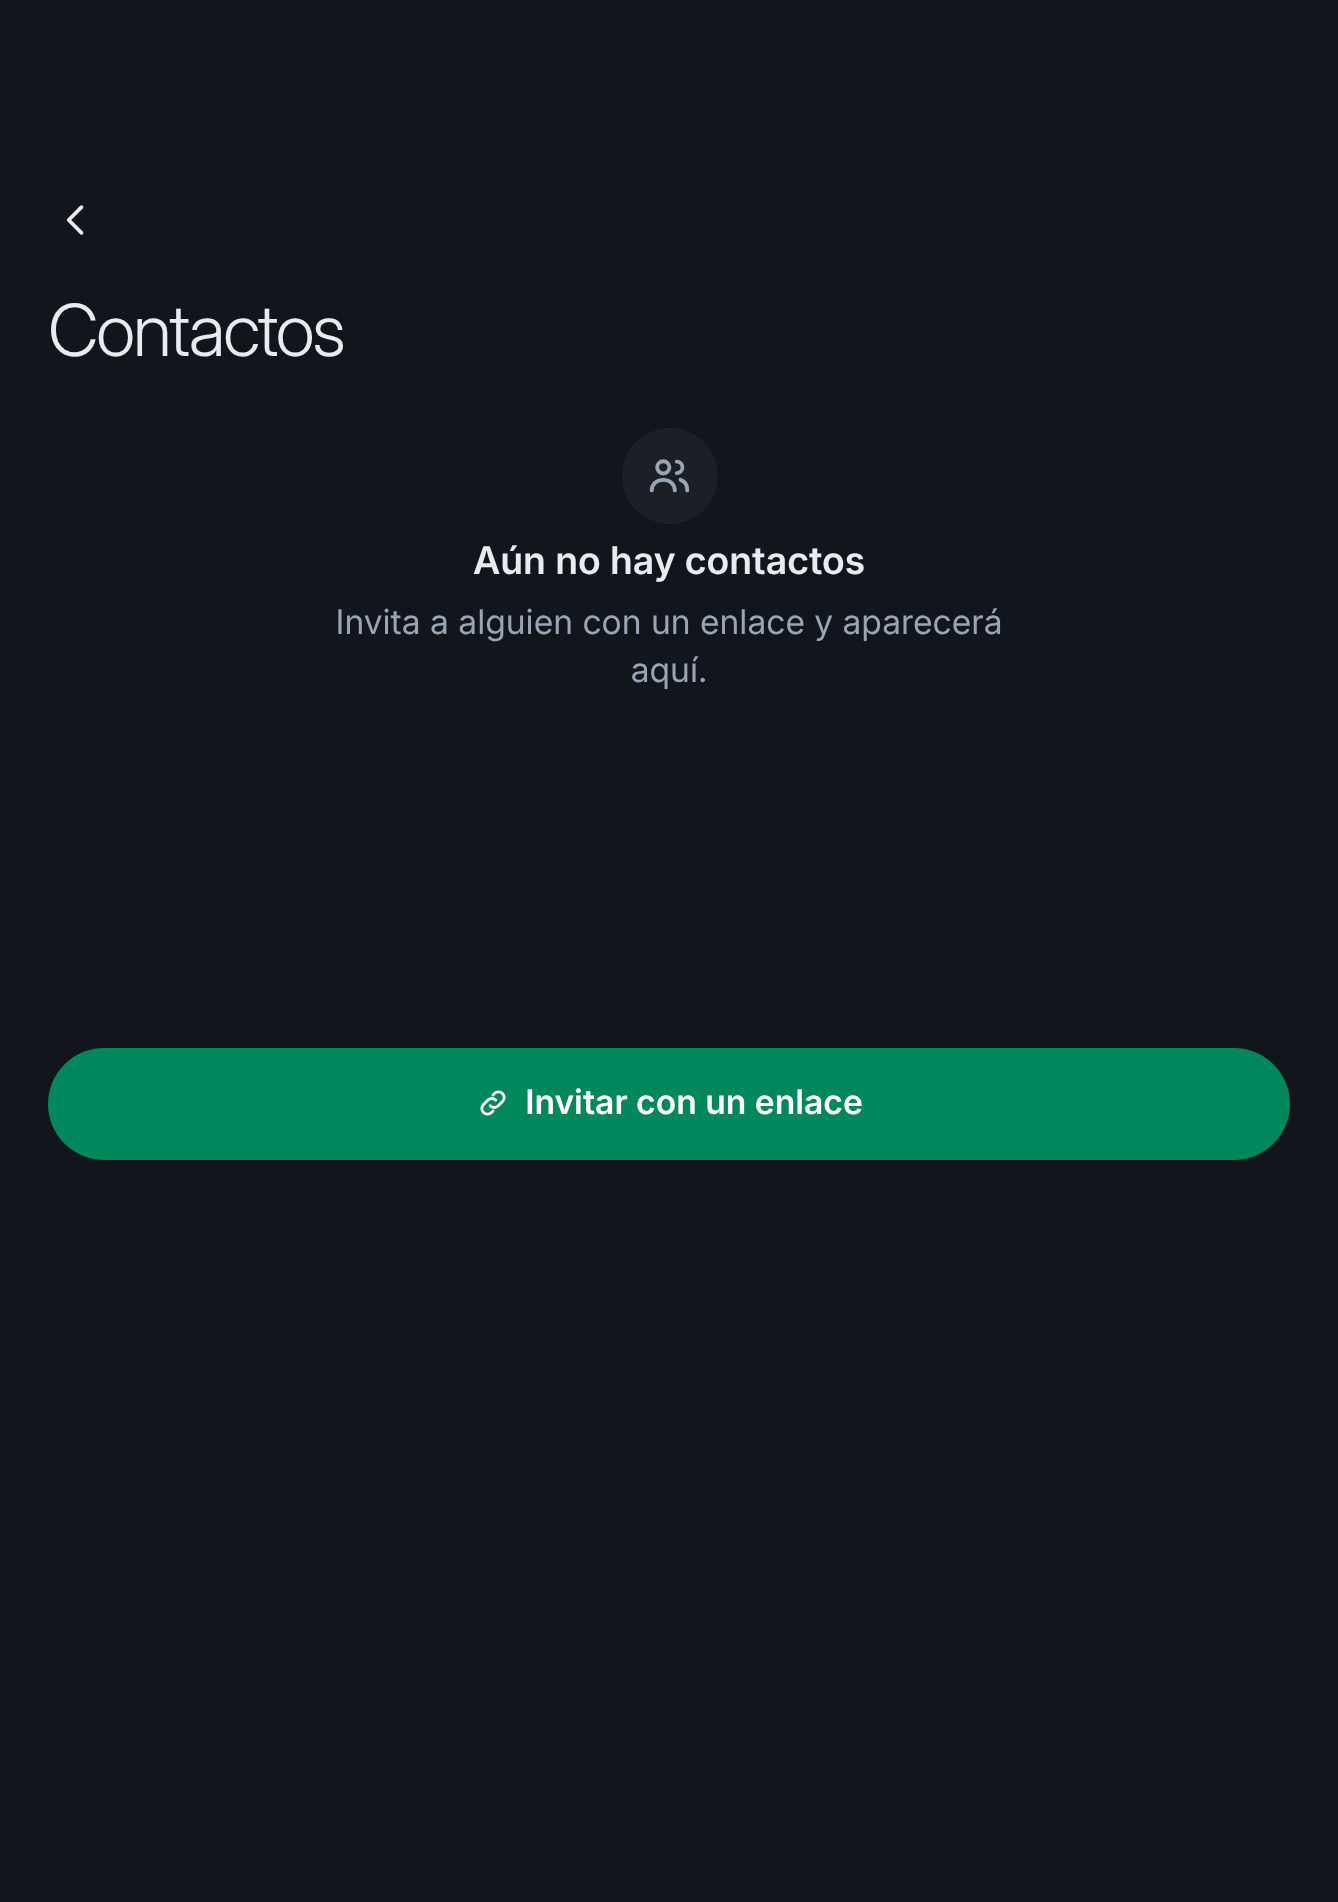 Contactos
Aún no hay contactos
Invita a alguien con un enlace y aparecerá
aquí.
Invitar con un enlace